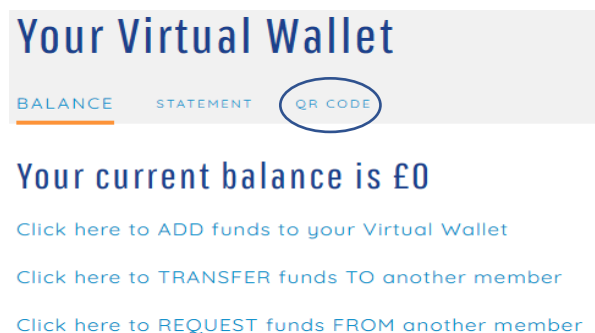 Your Virtual Wallet
BALANCE STATEMENT QR CODE
Your current balance is £0
Click here to ADD funds to your Virtual Wallet
Click here to TRANSFER funds TO another member
Click here to REQUEST funds FROM another member